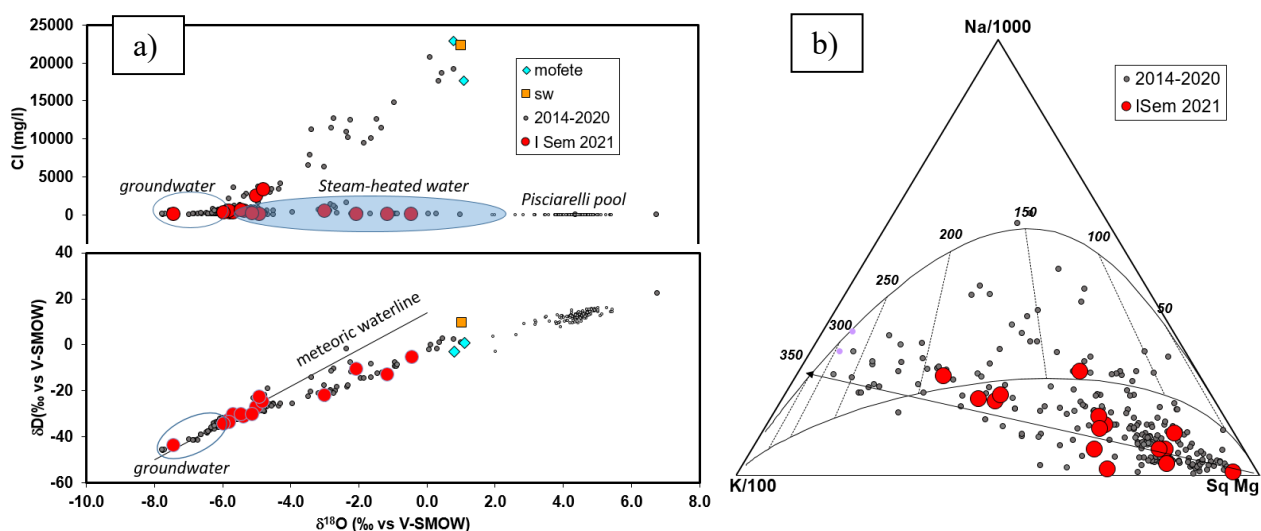 a)
25000
20000
15000
10000
5000
0
Cl (mg/l)
mofete
sw
2014-2020
I Sem 2021
groundwater
Steam-heated water
Pisciarelli pool
40
20
0
-20
-40
-60
δD(‰ vs V-SMOW)
meteoric waterline
groundwater
-10.0 -8.0 -6.0 -4.0 -2.0 0.0 2.0 4.0 6.0 8.0
δ18O (‰ vs V-SMOW)
b)
Na/1000
2014-2020
ISem 2021
150
200
100
250
50
300
350
K/100
Sq Mg